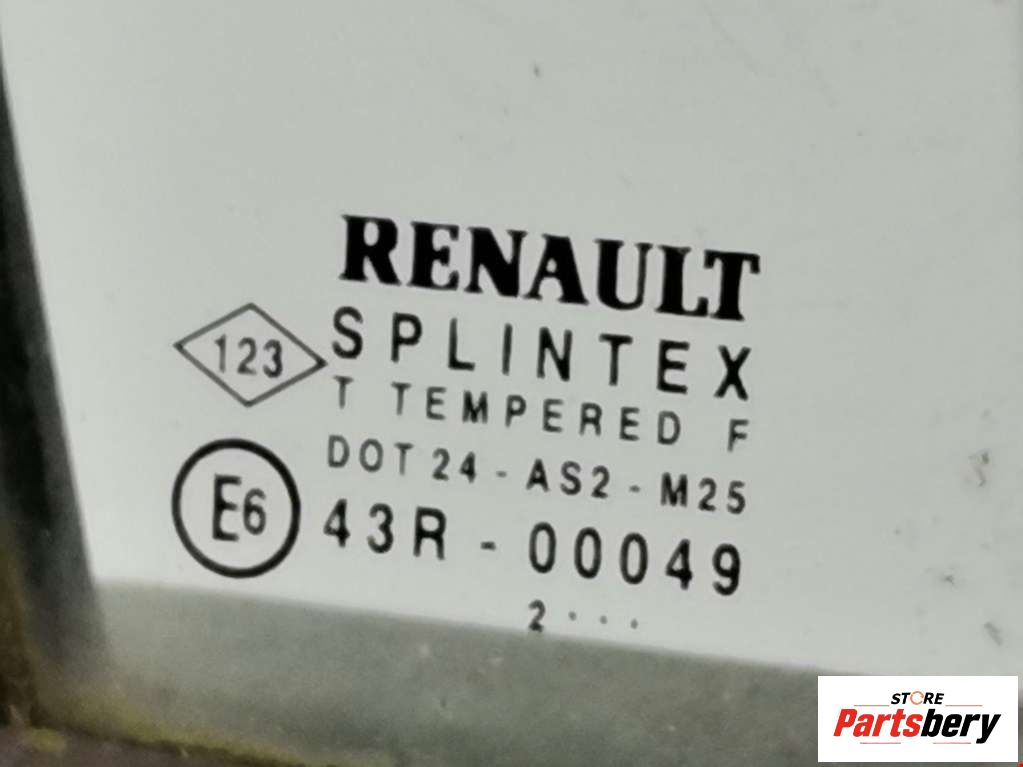 RENAULT
123
SPLINTEX
T TEMPERED F
DOT 24 - AS2 - M25
E6
43R - 00049
2 · · ·
STORE
Partsbery